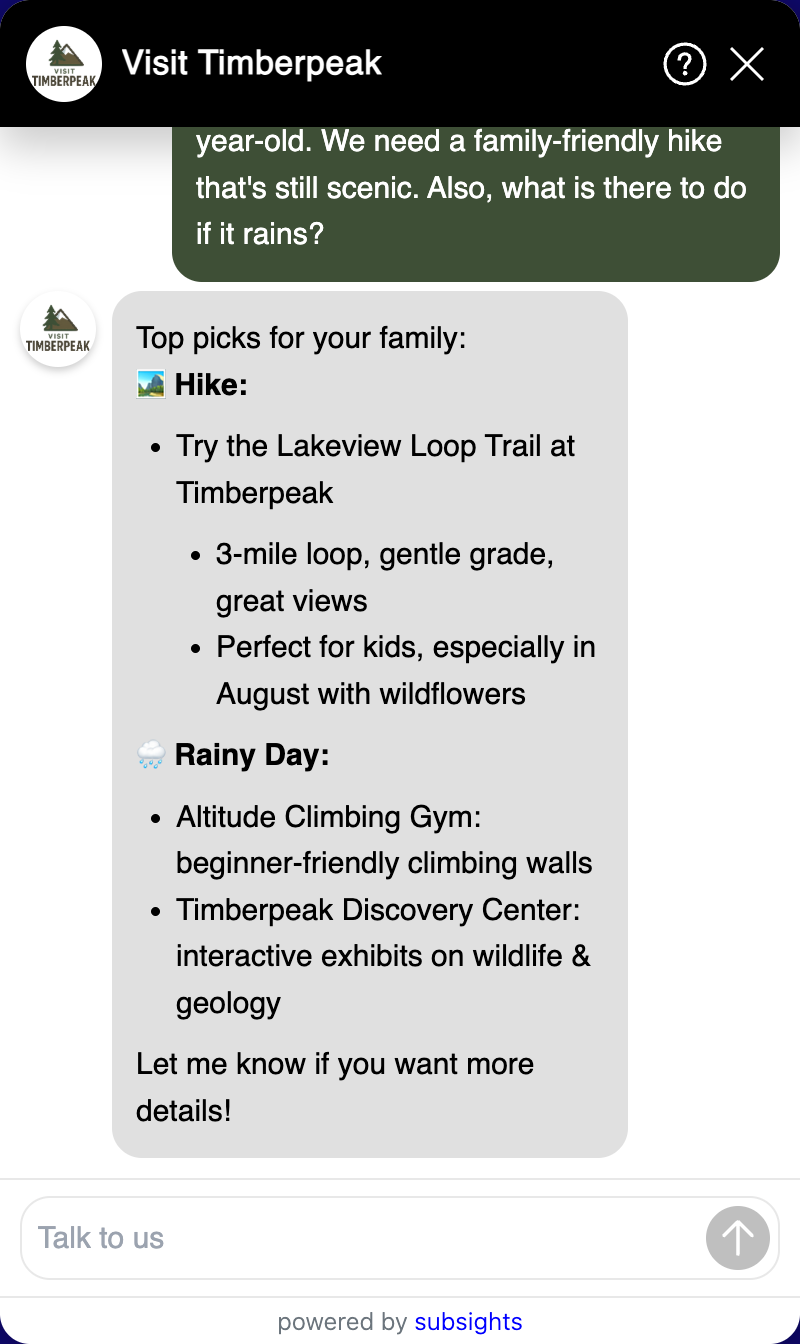 VISIT
TIMBERPEAK
Visit Timberpeak
?
year-old. We need a family-friendly hike
that's still scenic. Also, what is there to do
if it rains?
VISIT
TIMBERPEAK
Top picks for your family:
🏞️ Hike:
• Try the Lakeview Loop Trail at
Timberpeak
• 3-mile loop, gentle grade,
great views
• Perfect for kids, especially in
August with wildflowers
🌧️ Rainy Day:
• Altitude Climbing Gym:
beginner-friendly climbing walls
• Timberpeak Discovery Center:
interactive exhibits on wildlife &
geology
Let me know if you want more
details!
Talk to us
powered by subsights